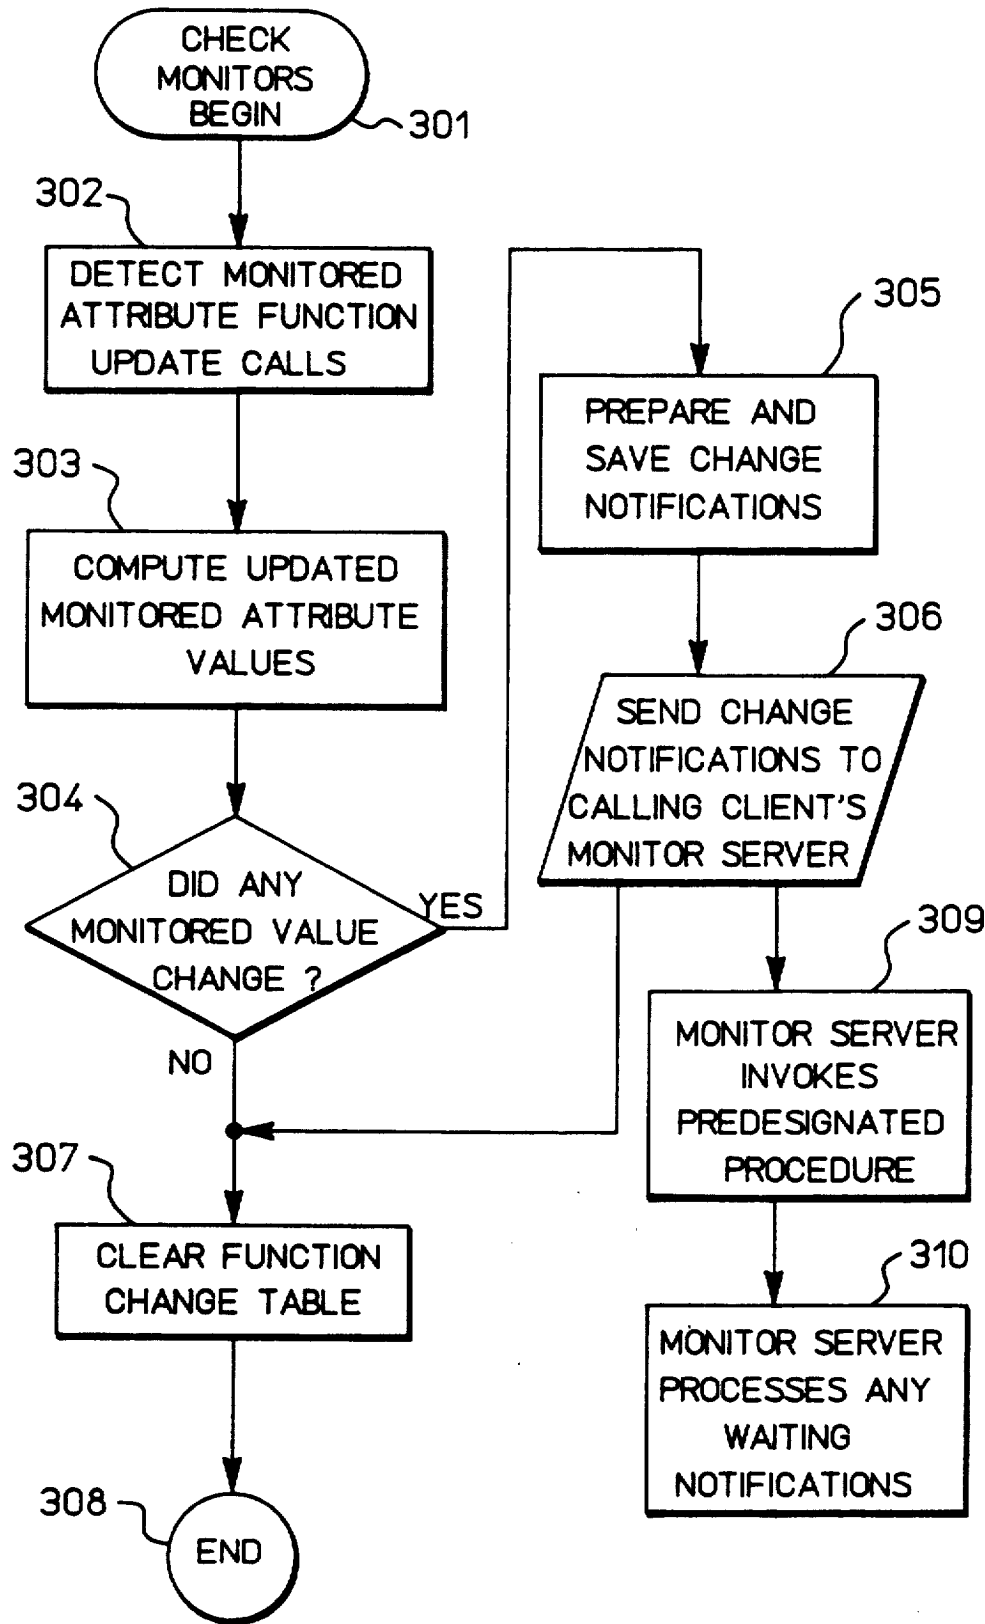 CHECK
MONITORS
BEGIN
301
302
DETECT MONITORED
ATTRIBUTE FUNCTION
UPDATE CALLS
303
COMPUTE UPDATED
MONITORED ATTRIBUTE
VALUES
304
DID ANY
MONITORED VALUE
CHANGE ?
YES
NO
305
PREPARE AND
SAVE CHANGE
NOTIFICATIONS
306
SEND CHANGE
NOTIFICATIONS TO
CALLING CLIENT'S
MONITOR SERVER
307
CLEAR FUNCTION
CHANGE TABLE
308
END
309
MONITOR SERVER
INVOKES
PREDESIGNATED
PROCEDURE
310
MONITOR SERVER
PROCESSES ANY
WAITING
NOTIFICATIONS